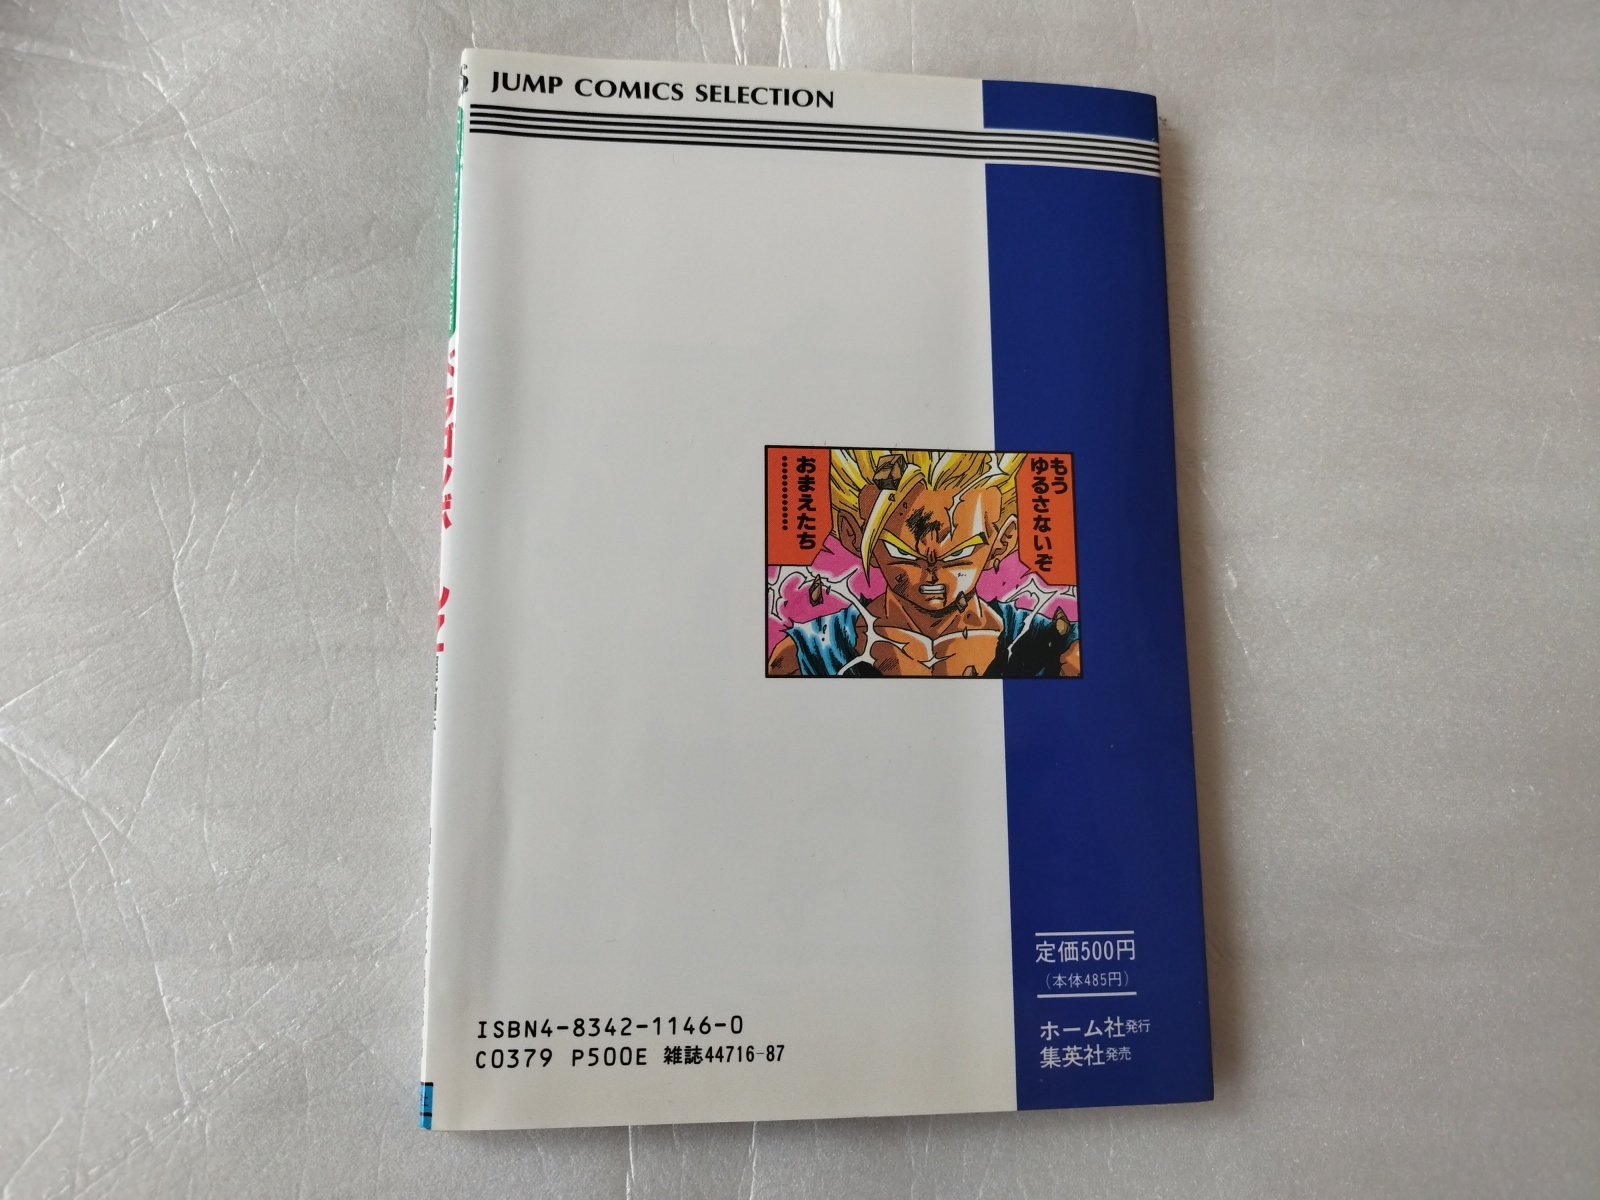 JUMP COMICS SELECTION
もう
ゆるさないぞ
おまえたち
…………
定価500円
(本体485円)
ホーム社発行
集英社発売
ISBN4-8342-1146-0
C0379 P500E 雑誌44716-87